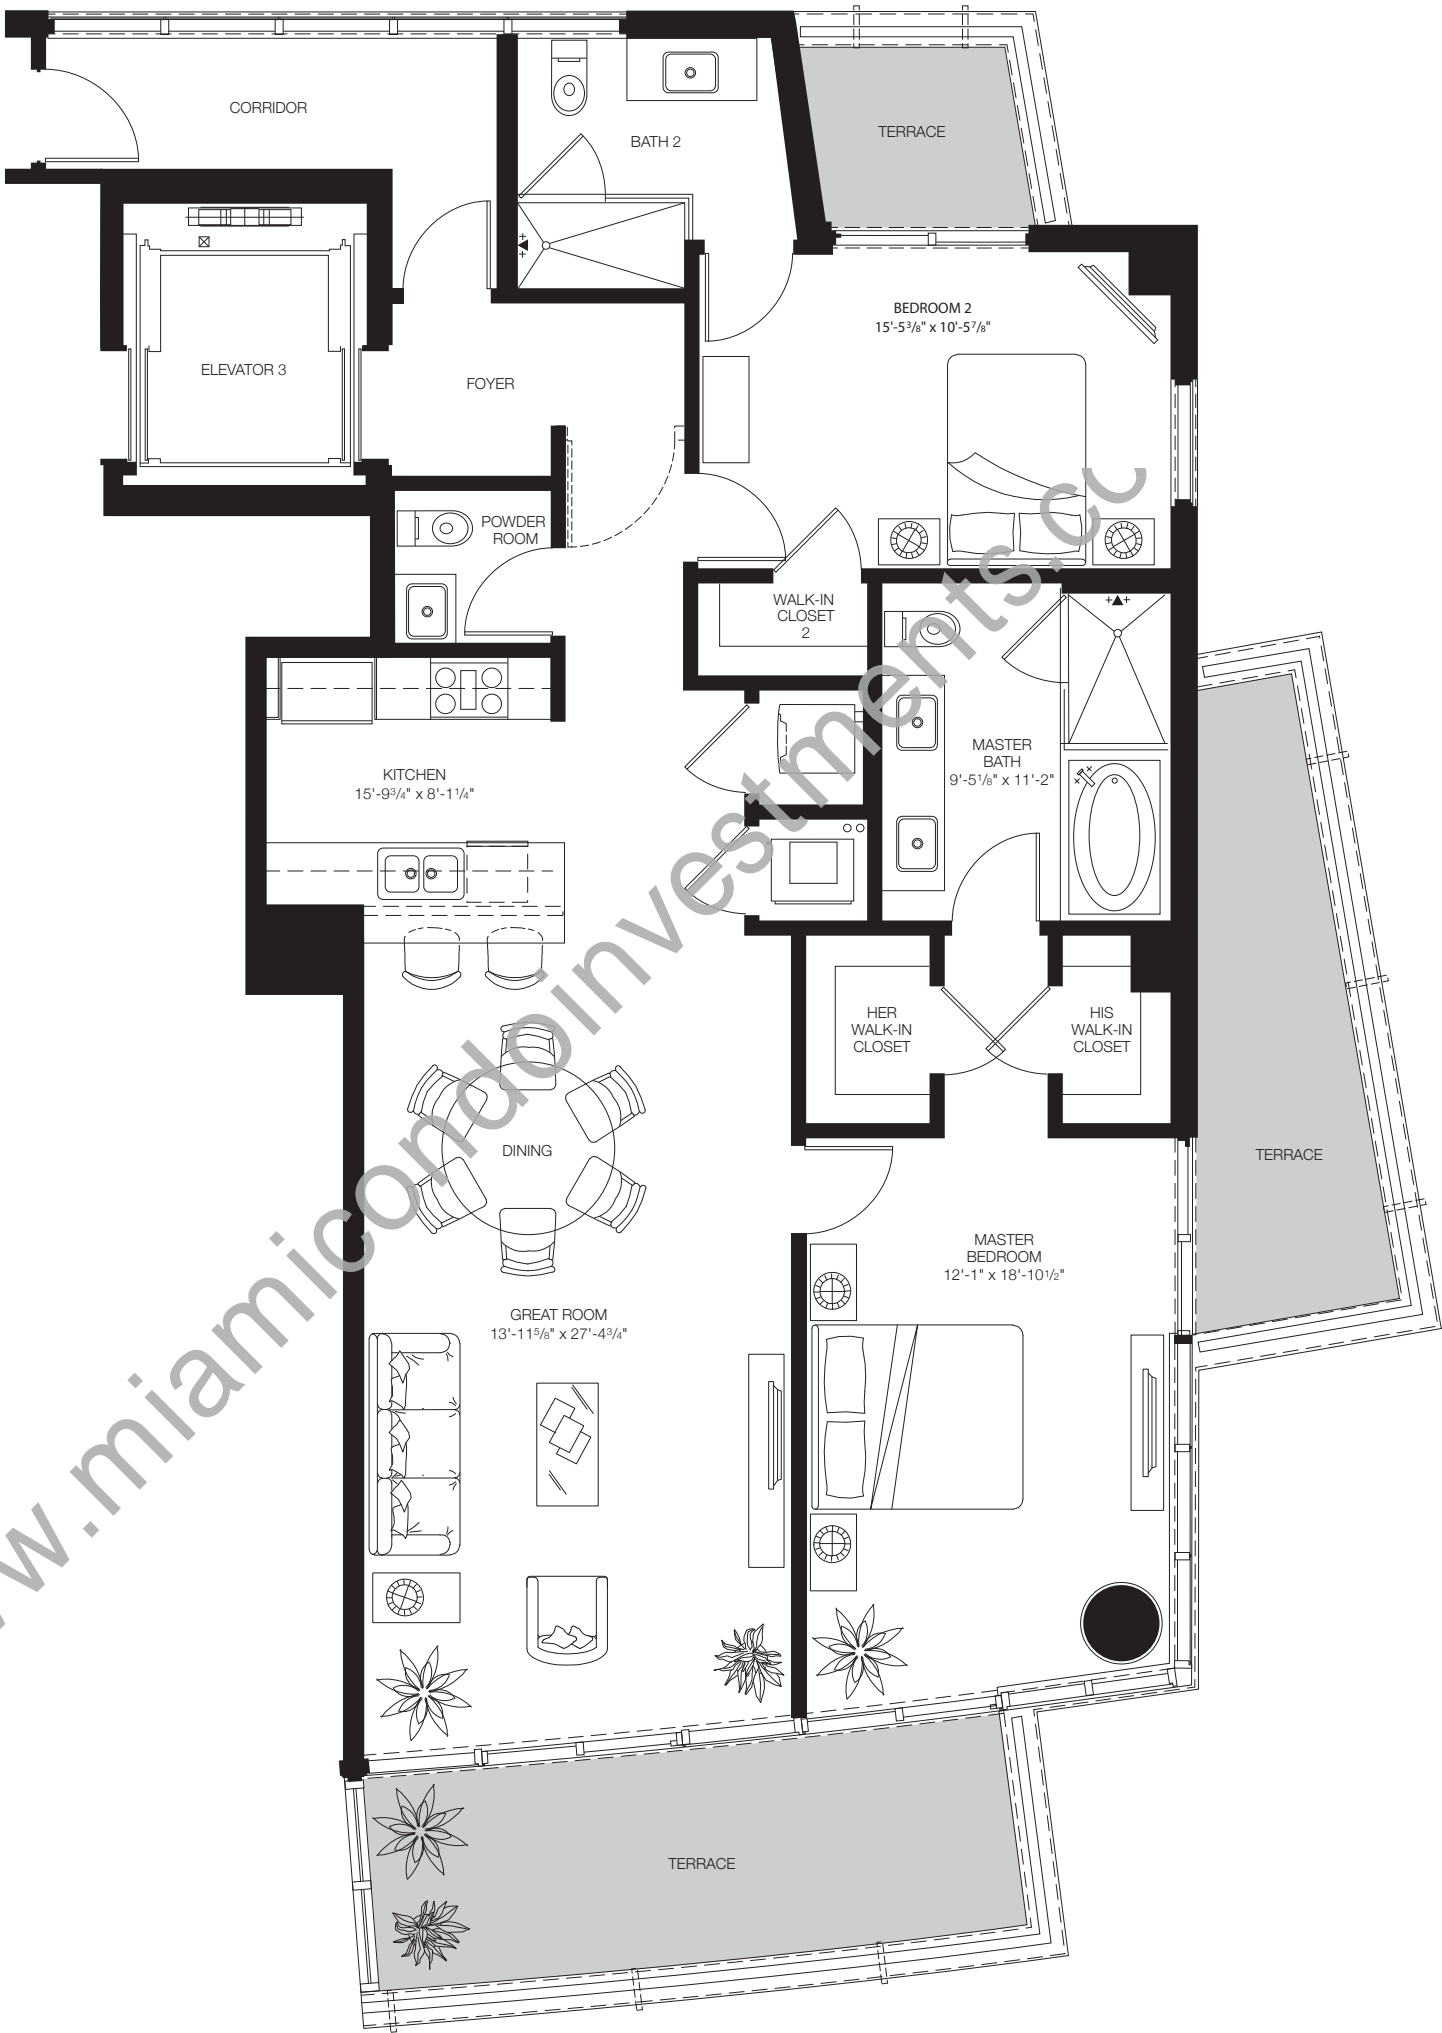 CORRIDOR
BATH 2
TERRACE
BEDROOM 2
15'-5³/₈" x 10'-5⁷/₈"
ELEVATOR 3
FOYER
POWDER
ROOM
WALK-IN
CLOSET
2
MASTER
BATH
9'-5¹/₈" x 11'-2"
KITCHEN
15'-9³/₄" x 8'-1¹/₄"
HER
WALK-IN
CLOSET
HIS
WALK-IN
CLOSET
DINING
TERRACE
MASTER
BEDROOM
12'-1" x 18'-10¹/₂"
GREAT ROOM
13'-11⁵/₈" x 27'-4³/₄"
TERRACE
w.miamicondoinvestments.co